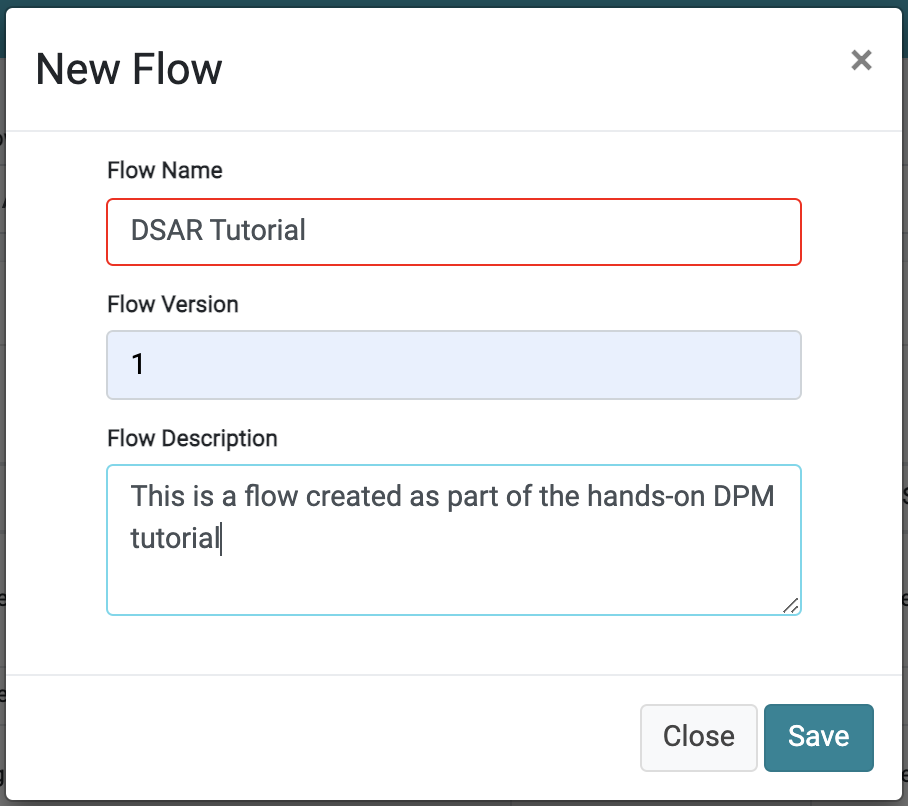 New Flow
×
Flow Name
DSAR Tutorial
Flow Version
1
Flow Description
This is a flow created as part of the hands-on DPM
tutorial
Close
Save